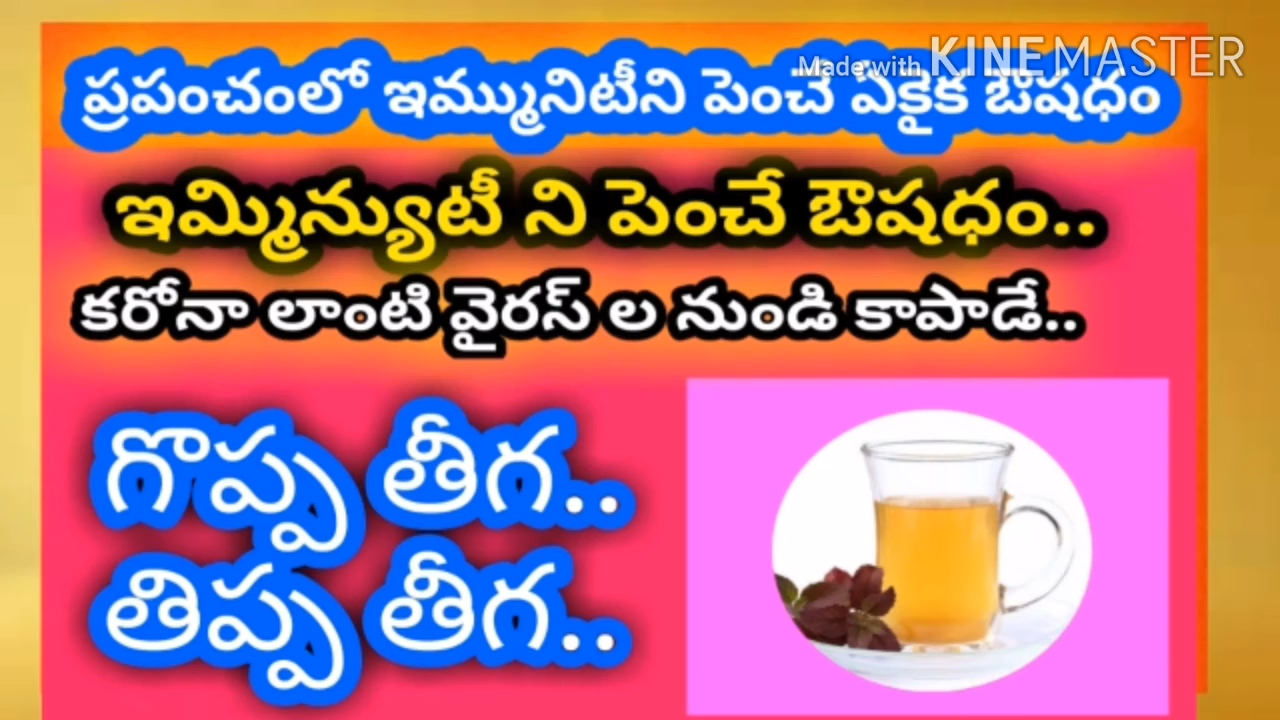 Made with KINEMASTER
ప్రపంచంలో ఇమ్మునిటీని పెంచే ఏకైక ఔషధం
ఇమ్మిన్యుటీ ని పెంచే ఔషధం..
కరోనా లాంటి వైరస్ ల నుండి కాపాడే..
గొప్ప తీగ..
తిప్ప తీగ..